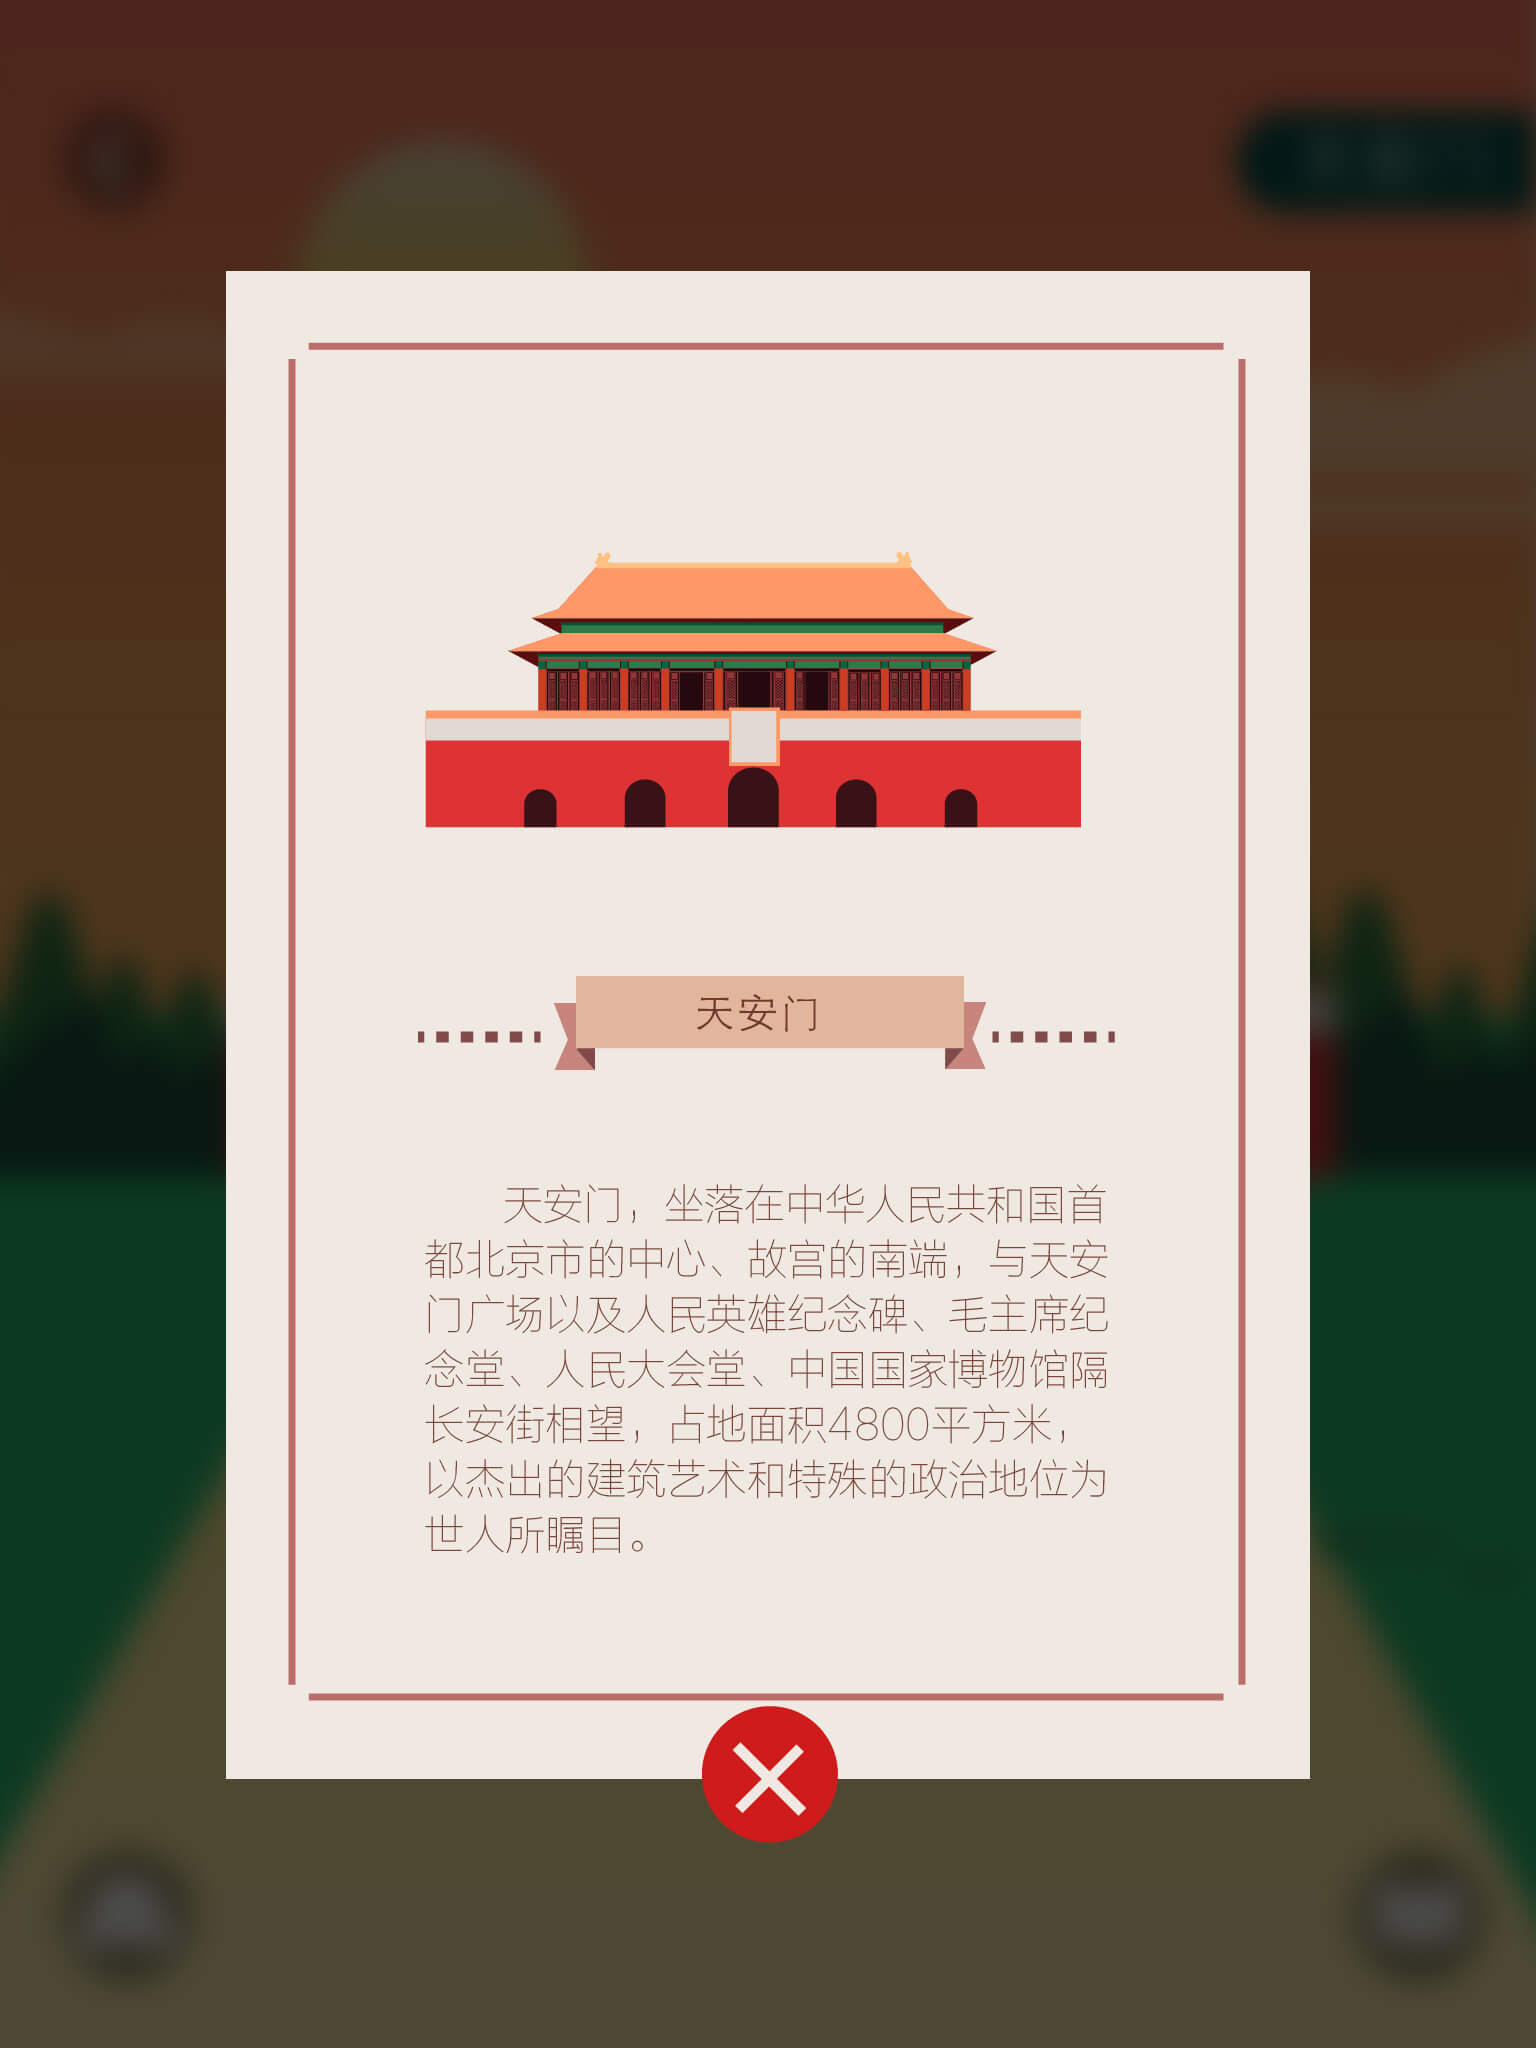 天安门
天安门，坐落在中华人民共和国首
都北京市的中心、故宫的南端，与天安
门广场以及人民英雄纪念碑、毛主席纪
念堂、人民大会堂、中国国家博物馆隔
长安街相望，占地面积4800平方米，
以杰出的建筑艺术和特殊的政治地位为
世人所瞩目。